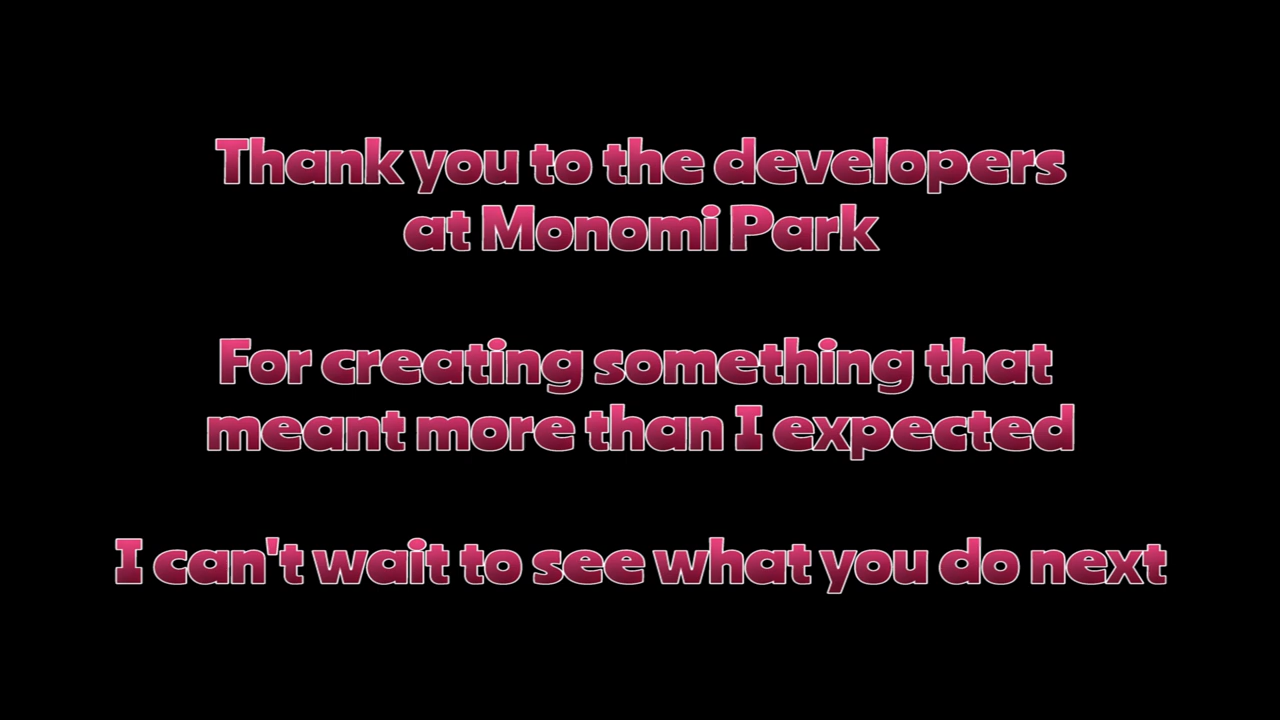 Thank you to the developers
at Monomi Park
For creating something that
meant more than I expected
I can't wait to see what you do next